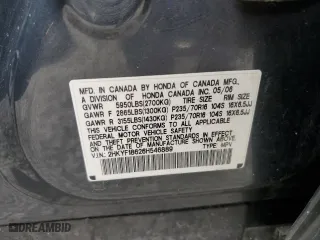 MFD. IN CANADA BY HONDA OF CANADA MFG.,
A DIVISION OF HONDA CANADA INC. 05/06
GVWR 5950LBS(2700KG) TIRE SIZE RIM SIZE
GAWR F 2865LBS(1300KG) P235/70R16 104S 16X6.5JJ
GAWR R 3155LBS(1430KG) P235/70R16 104S 16X6.5JJ
THIS VEHICLE CONFORMS TO ALL APPLICABLE
FEDERAL MOTOR VEHICLE SAFETY
STANDARDS IN EFFECT ON THE DATE OF
MANUFACTURE SHOWN ABOVE
V.I.N.: 2HKYF18626H546889 TYPE: MPV
DREAMBID